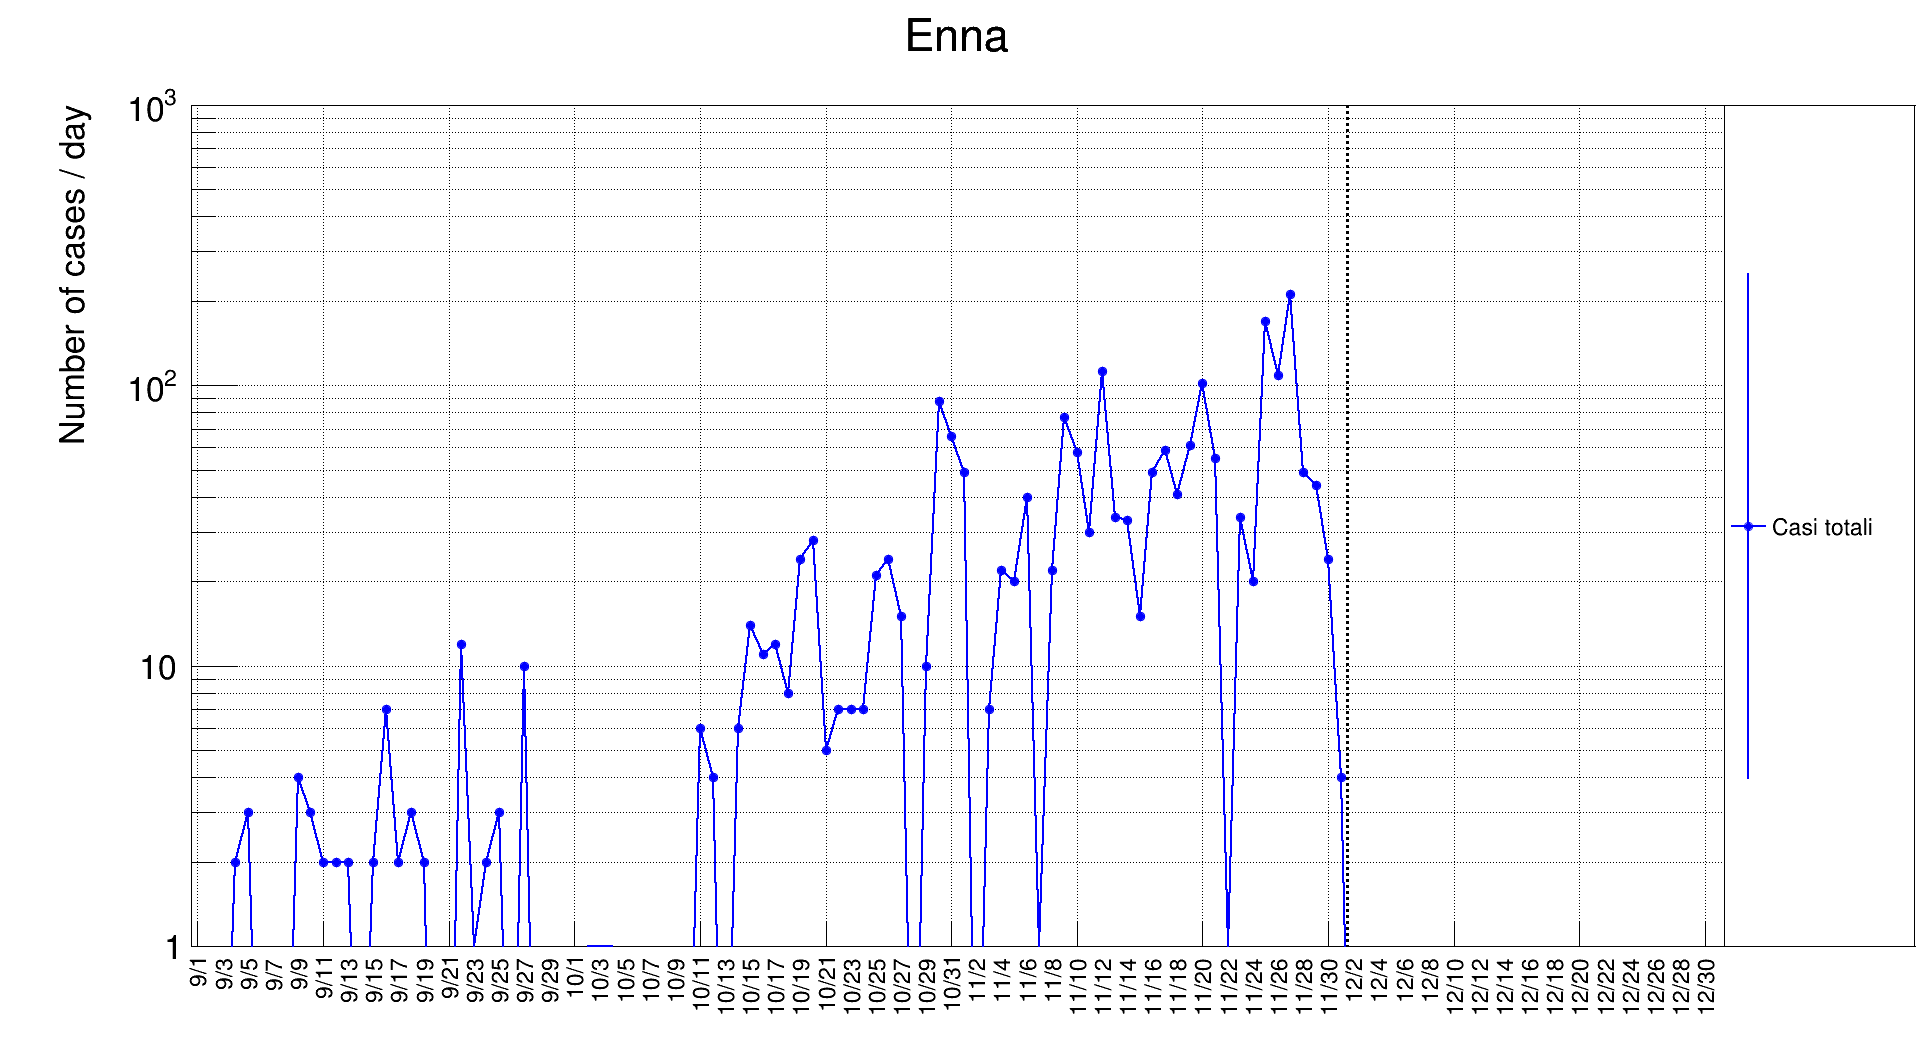 Enna
Number of cases / day
10³
10²
10
1
9/1 9/3 9/5 9/7 9/9 9/11 9/13 9/15 9/17 9/19 9/21 9/23 9/25 9/27 9/29 10/1 10/3 10/5 10/7 10/9 10/11 10/13 10/15 10/17 10/19 10/21 10/23 10/25 10/27 10/29 10/31 11/2 11/4 11/6 11/8 11/10 11/12 11/14 11/16 11/18 11/20 11/22 11/24 11/26 11/28 11/30 12/2 12/4 12/6 12/8 12/10 12/12 12/14 12/16 12/18 12/20 12/22 12/24 12/26 12/28 12/30
Casi totali